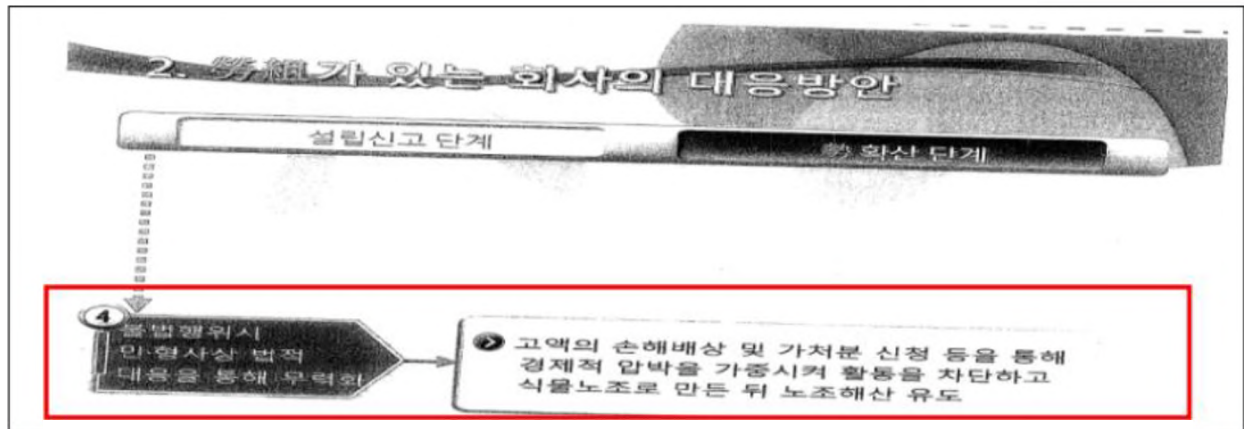 2. 勞組가 있는 회사의 대응방안
설립신고 단계
勞 확산 단계
4
불법행위시
민·형사상 법적
대응을 통해 무력화
고액의 손해배상 및 가처분 신청 등을 통해
경제적 압박을 가중시켜 활동을 차단하고
식물노조로 만든 뒤 노조해산 유도